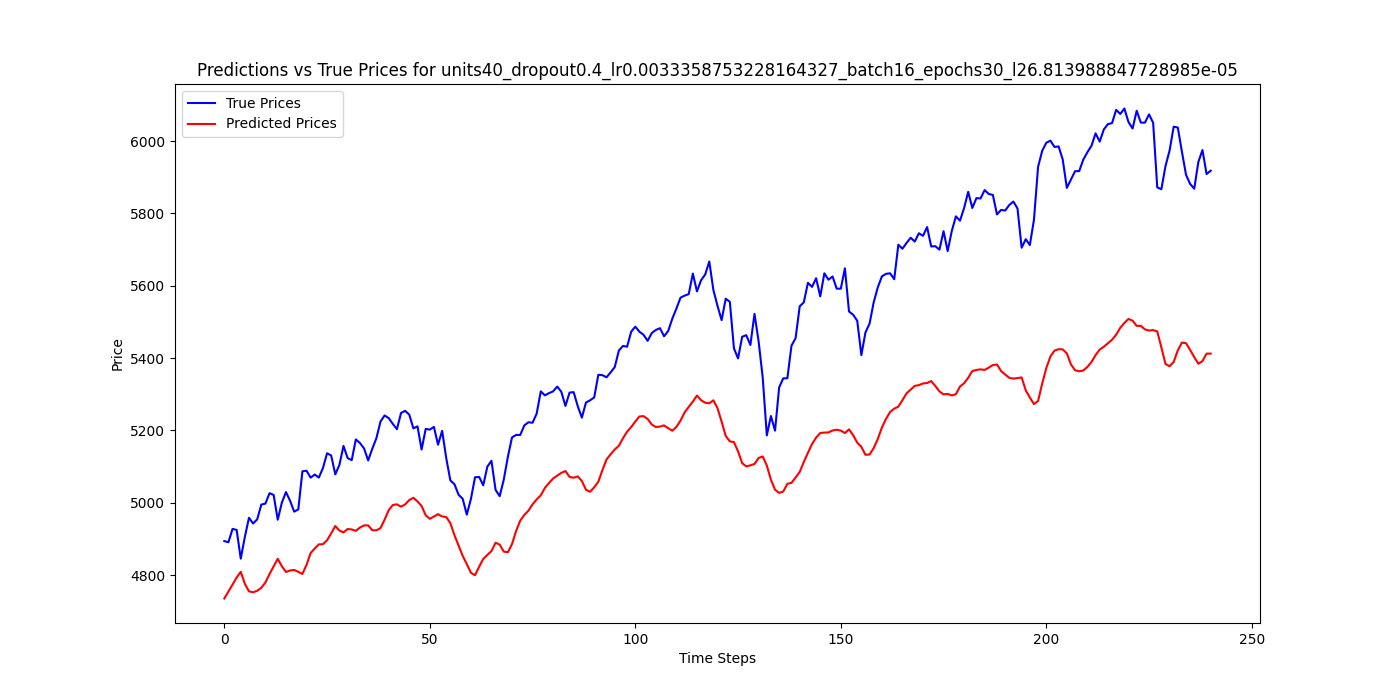 Predictions vs True Prices for units40_dropout0.4_lr0.0033358753228164327_batch16_epochs30_l26.813988847728985e-05
True Prices
Predicted Prices
Price
6000
5800
5600
5400
5200
5000
4800
0 50 100 150 200 250
Time Steps